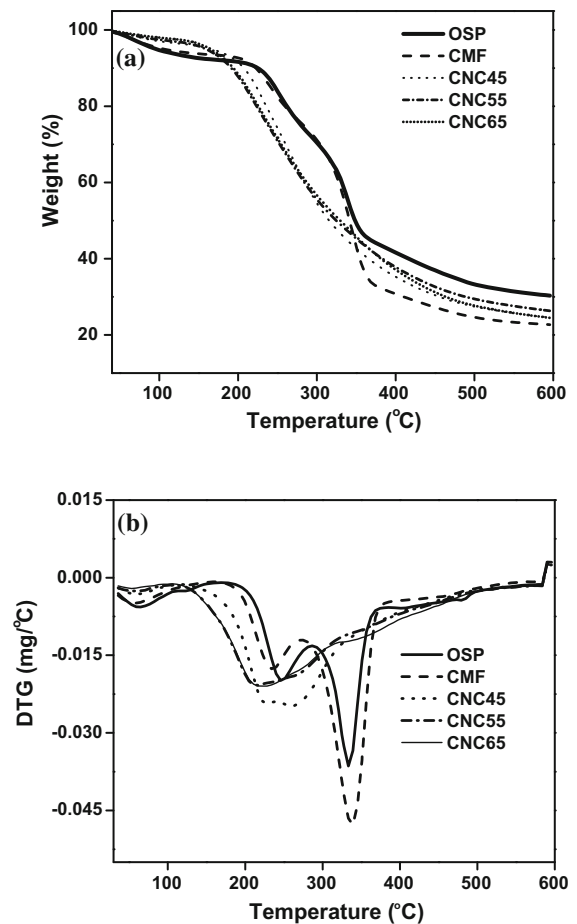 100
80
60
40
20
Weight (%)
(a)
OSP
CMF
CNC45
CNC55
CNC65
100 200 300 400 500 600
Temperature (°C)
0.015
0.000
-0.015
-0.030
-0.045
DTG (mg/°C)
(b)
OSP
CMF
CNC45
CNC55
CNC65
100 200 300 400 500 600
Temperature (°C)